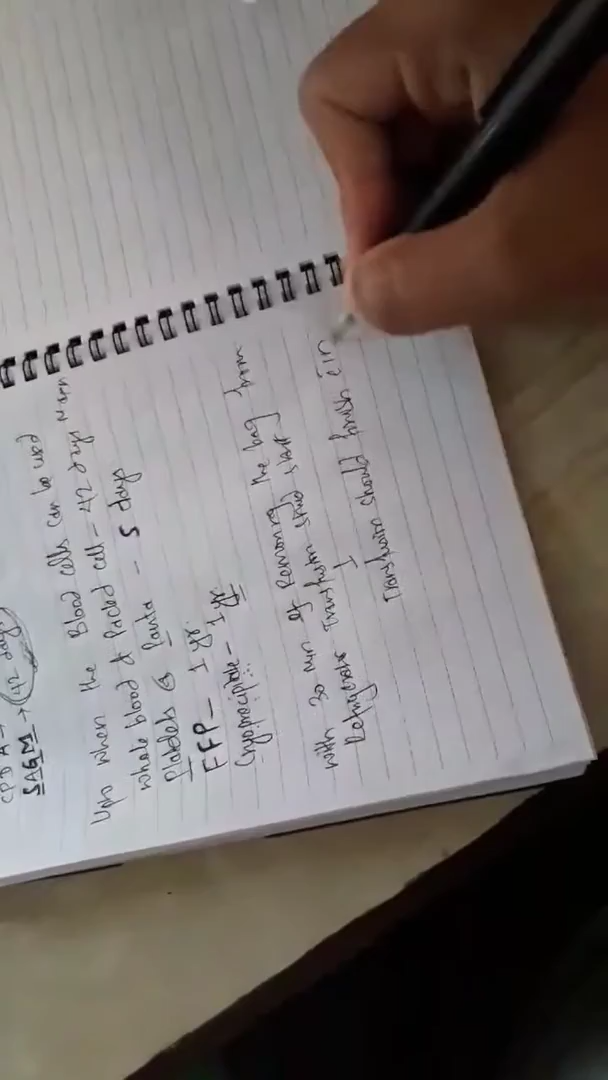 CPD A →
SAGM → 42 days
Upto when the Blood cells can be used
Whole blood & Packed cell - 42 days
Platelets & - 5 days
FFP - 1 yr.
Cryoprecipitate - 1 yr.
With 30 min of Removing the bag from
Refrigerator Transfusion start
↓
Transfusion should finish in